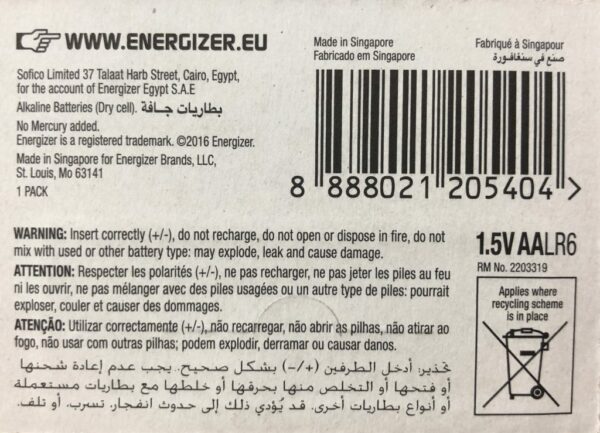 WWW.ENERGIZER.EU
Sofico Limited 37 Talaat Harb Street, Cairo, Egypt,
for the account of Energizer Egypt S.A.E
Alkaline Batteries (Dry cell). بطاريات جـافـة
No Mercury added.
Energizer is a registered trademark. ©2016 Energizer.
Made in Singapore for Energizer Brands, LLC,
St. Louis, Mo 63141
1 PACK
Made in Singapore
Fabricado em Singapore
Fabriqué à Singapour
صنع في سنغافورة
8 888021 205404 >
WARNING: Insert correctly (+/-), do not recharge, do not open or dispose in fire, do not
mix with used or other battery type: may explode, leak and cause damage.
ATTENTION: Respecter les polarités (+/-), ne pas recharger, ne pas jeter les piles au feu
ni les ouvrir, ne pas mélanger avec des piles usagées ou un autre type de piles: pourrait
exploser, couler et causer des dommages.
ATENÇÃO: Utilizar correctamente (+/-), não recarregar, não abrir as pilhas, não atirar ao
fogo, não usar com outras pilhas; podem explodir, derramar ou causar danos.
تحذير: أدخل الطرفين (+/-) بشكل صحيح. يجب عدم إعادة شحنها
أو فتحها أو التخلص منها بحرقها أو خلطها مع بطاريات مستعملة
أو أنواع بطاريات أخرى. قد يُؤدي ذلك إلى حدوث انفجار، تسرب. أو تلف.
1.5V AALR6
RM No. 2203319
Applies where
recycling scheme
is in place